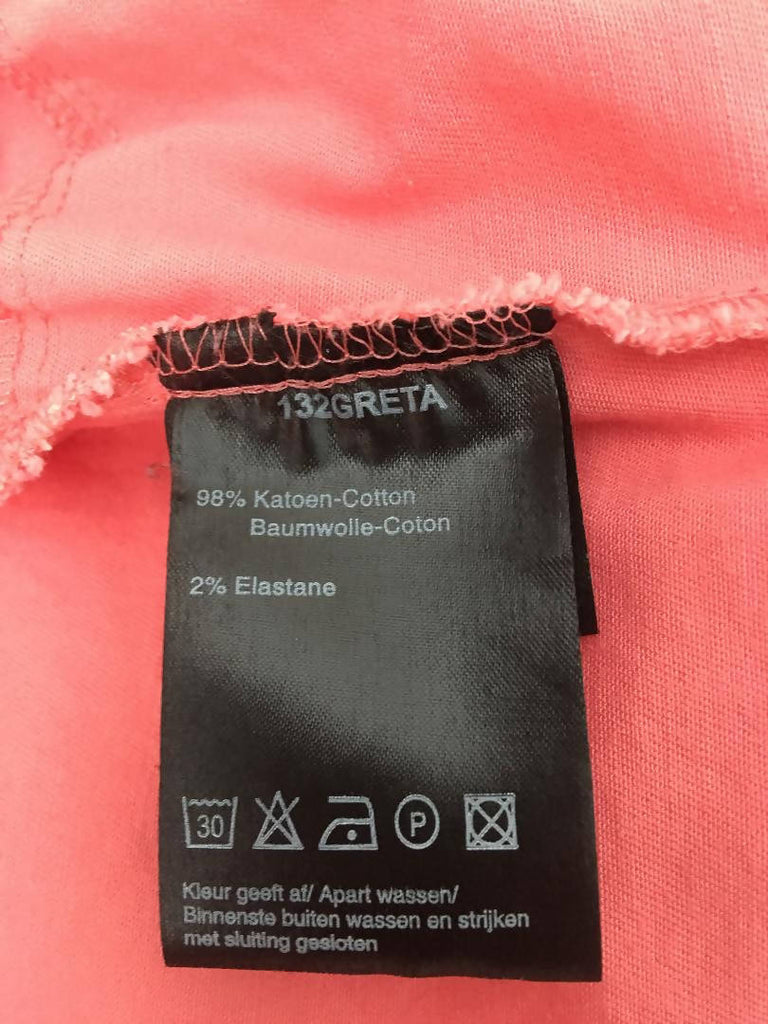 132GRETA
98% Katoen-Cotton
Baumwolle-Coton
2% Elastane
30 P
Kleur geeft af/ Apart wassen/
Binnenste buiten wassen en strijken
met sluiting gesloten